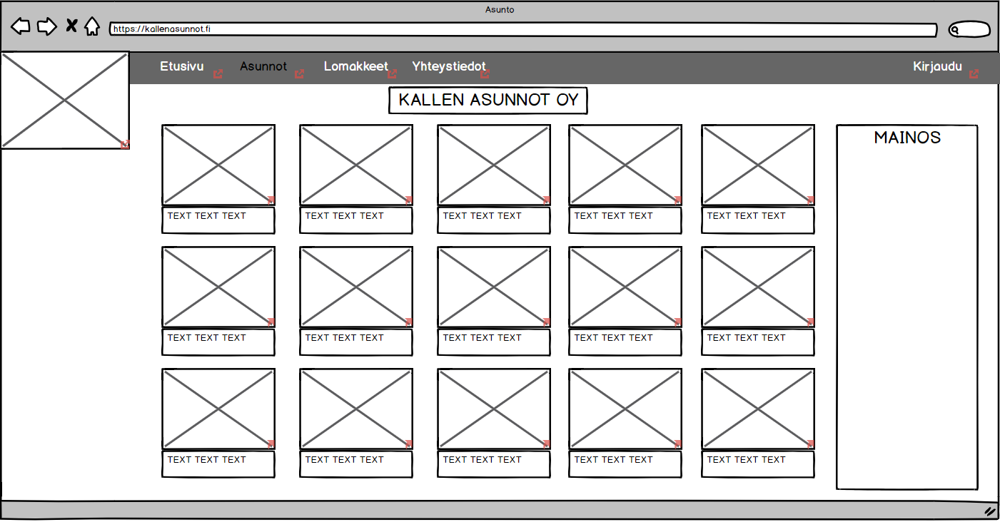 Asunto
https://kallenasunnot.fi
Etusivu Asunnot Lomakkeet Yhteystiedot Kirjaudu
KALLEN ASUNNOT OY
MAINOS
TEXT TEXT TEXT TEXT TEXT TEXT TEXT TEXT TEXT TEXT TEXT TEXT TEXT TEXT TEXT
TEXT TEXT TEXT TEXT TEXT TEXT TEXT TEXT TEXT TEXT TEXT TEXT TEXT TEXT TEXT
TEXT TEXT TEXT TEXT TEXT TEXT TEXT TEXT TEXT TEXT TEXT TEXT TEXT TEXT TEXT